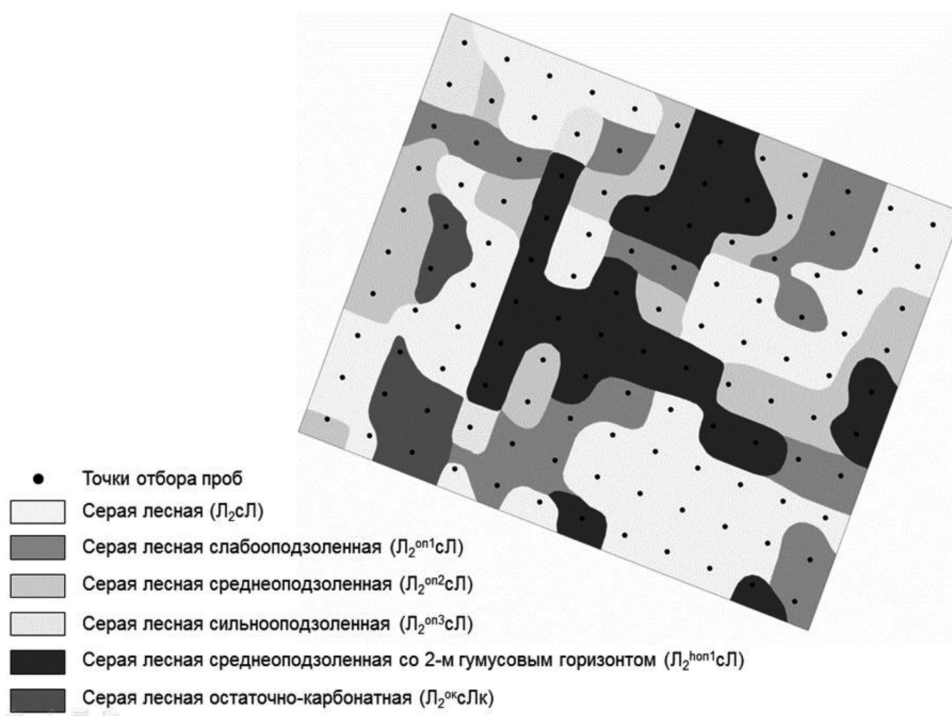 Точки отбора проб
Серая лесная (Л₂сЛ)
Серая лесная слабооподзоленная (Л₂ᵒⁿ¹сЛ)
Серая лесная среднеоподзоленная (Л₂ᵒⁿ²сЛ)
Серая лесная сильнооподзоленная (Л₂ᵒⁿ³сЛ)
Серая лесная среднеоподзоленная со 2-м гумусовым горизонтом (Л₂ʰᵒⁿ¹сЛ)
Серая лесная остаточно-карбонатная (Л₂ᵒᴷсЛк)